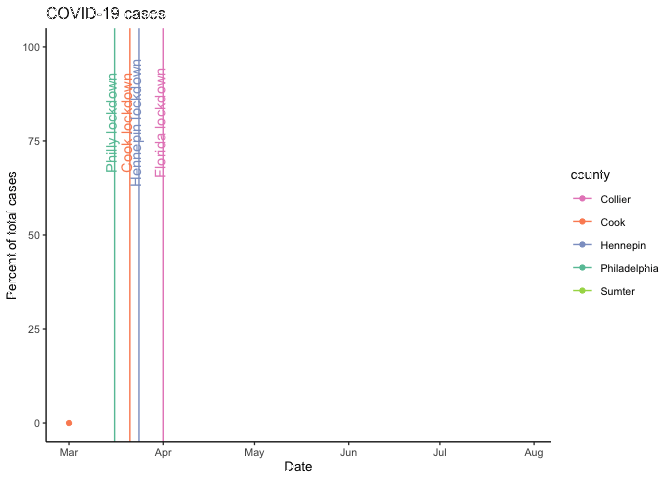 COVID-19 cases
Percent of total cases
100
75
50
25
0
Philly lockdown
Cook lockdown
Hennepin lockdown
Florida lockdown
Mar
Apr
May
Jun
Jul
Aug
Date
county
Collier
Cook
Hennepin
Philadelphia
Sumter